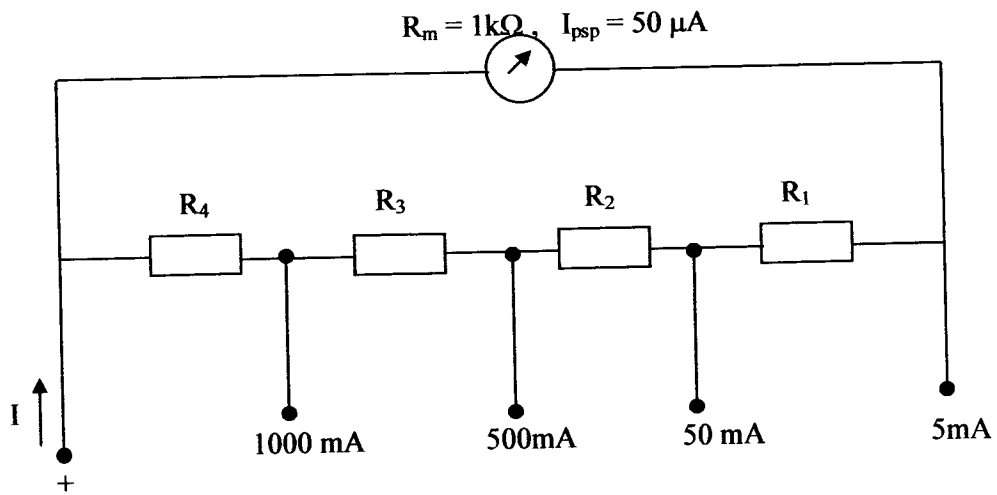 Rₘ = 1kΩ , Iₚₛₚ = 50 μA
R₄ R₃ R₂ R₁
I
1000 mA 500mA 50 mA 5mA
+